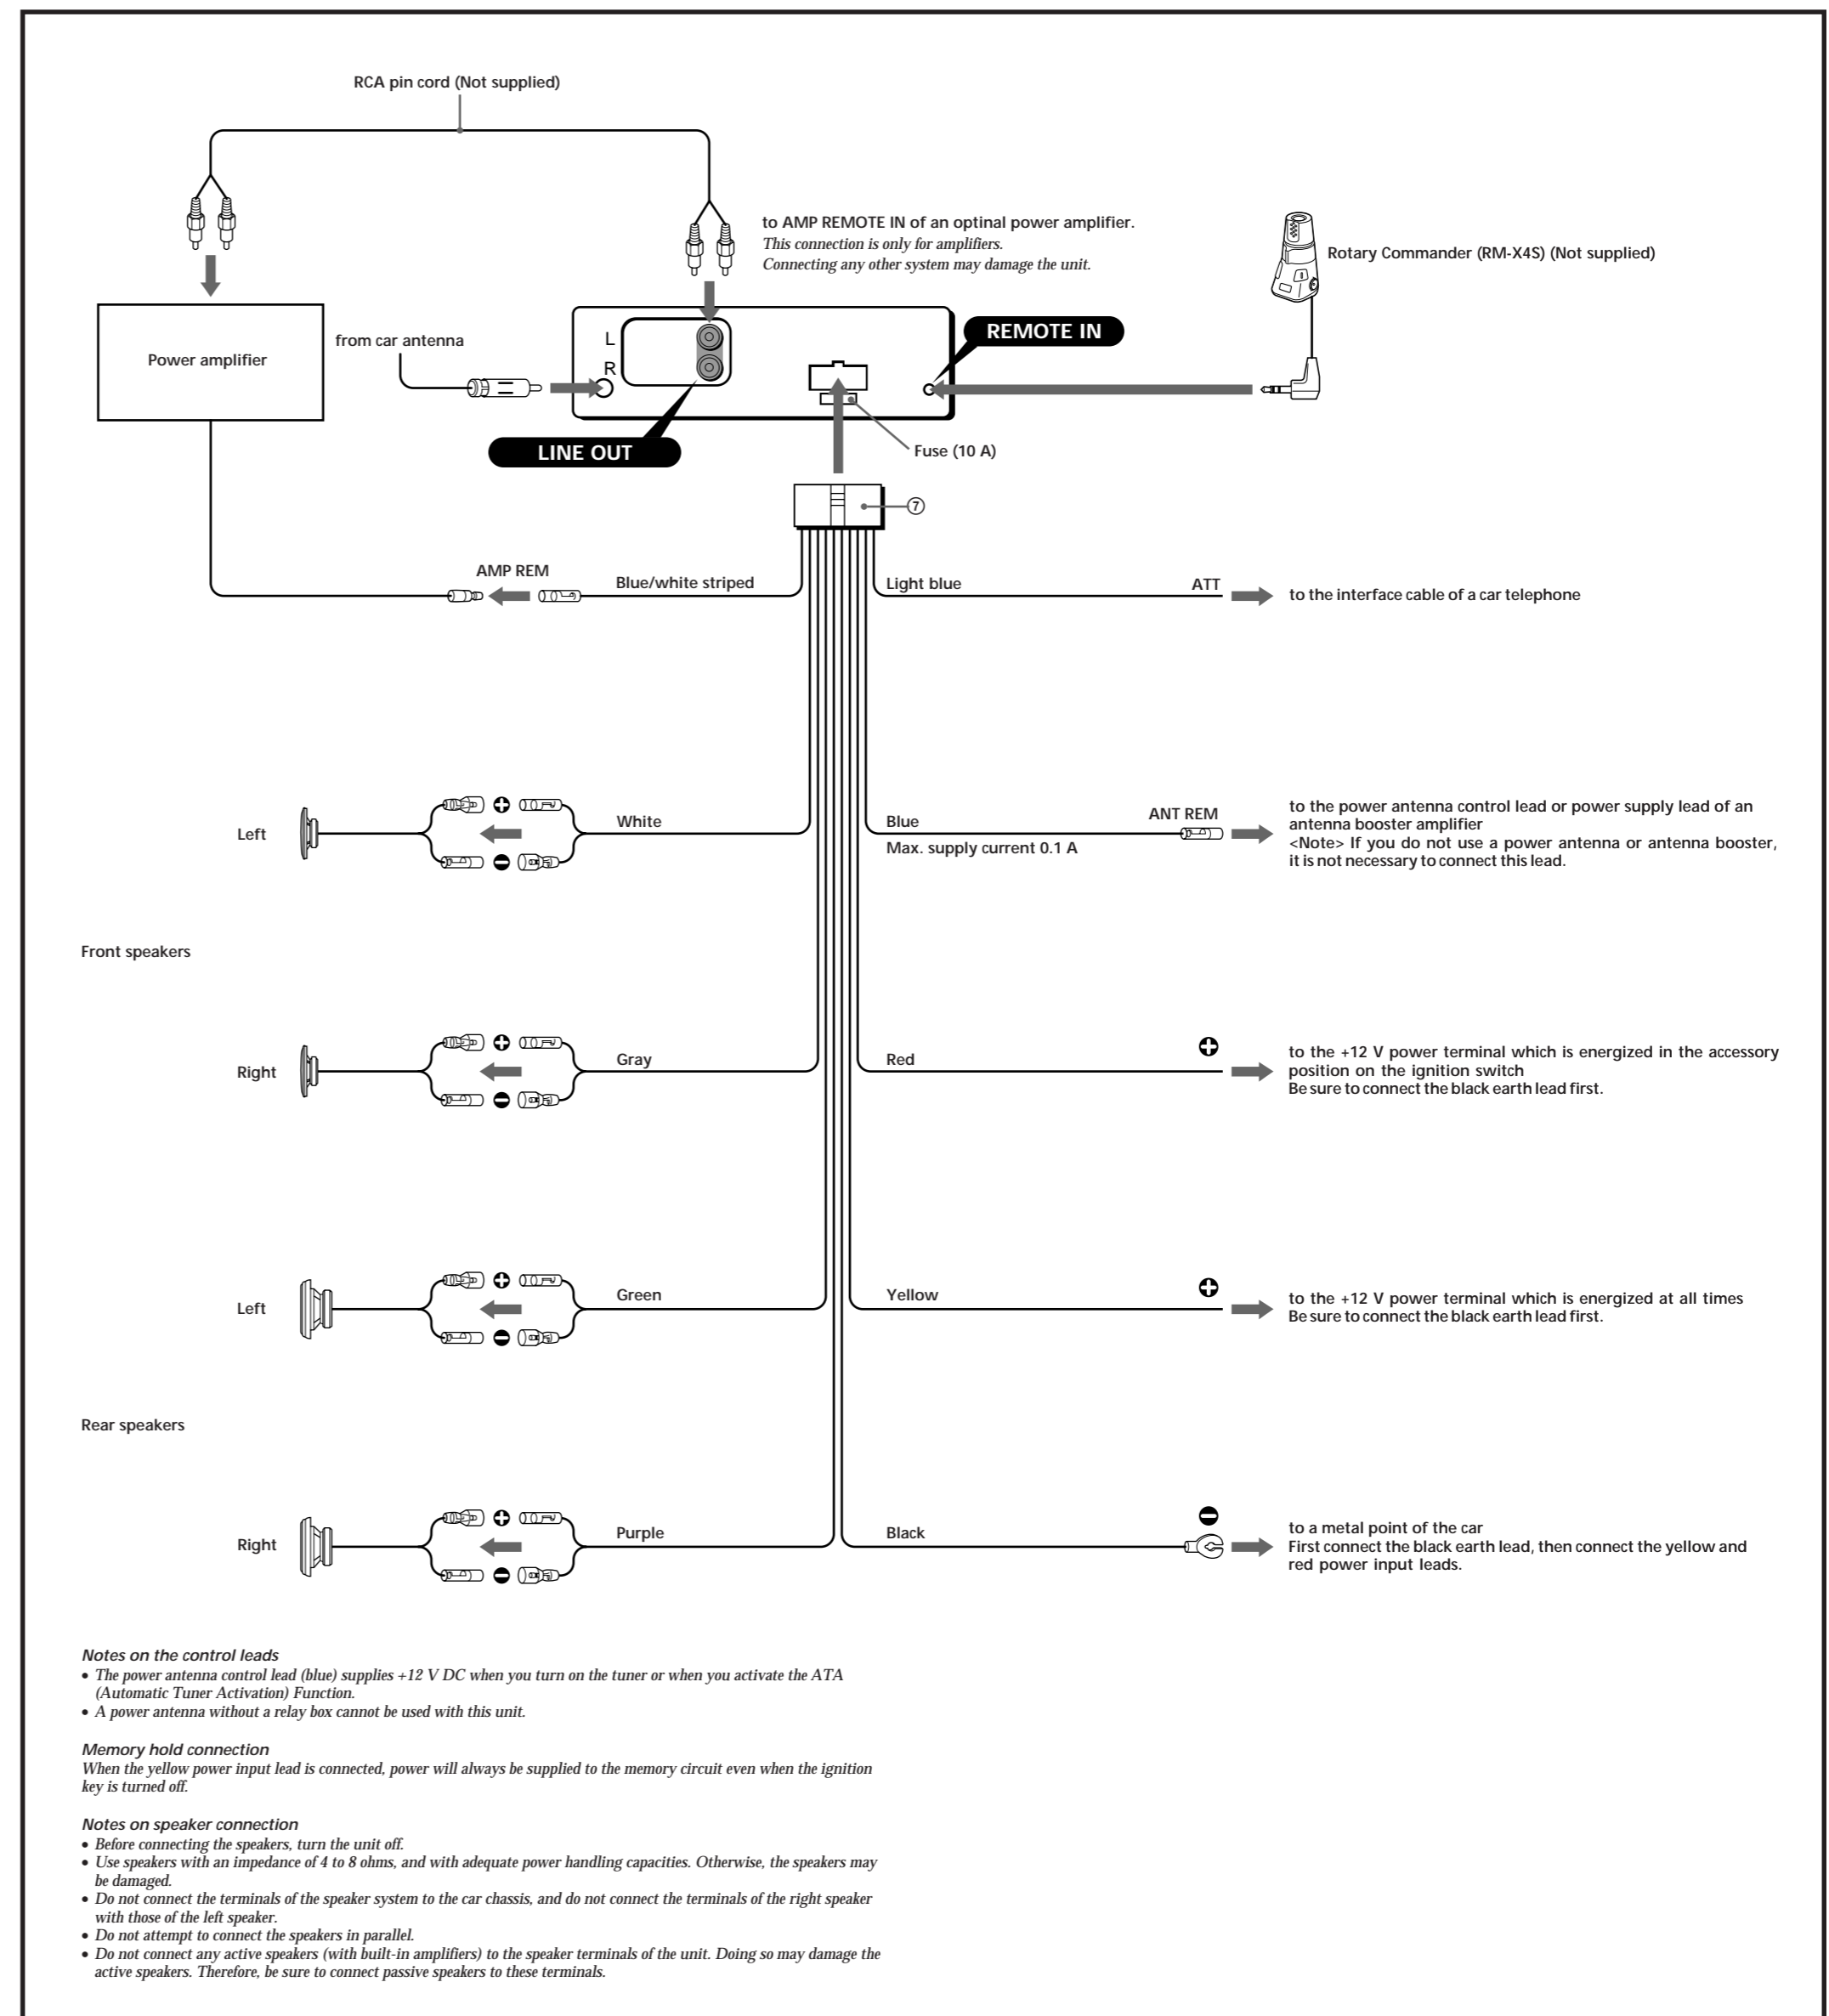 RCA pin cord (Not supplied)
to AMP REMOTE IN of an optinal power amplifier.
This connection is only for amplifiers.
Connecting any other system may damage the unit.
Rotary Commander (RM-X4S) (Not supplied)
Power amplifier
from car antenna
L
R
REMOTE IN
LINE OUT
Fuse (10 A)
⑦
AMP REM
Blue/white striped
Light blue
ATT
to the interface cable of a car telephone
Left
White
Blue
Max. supply current 0.1 A
ANT REM
to the power antenna control lead or power supply lead of an
antenna booster amplifier
<Note> If you do not use a power antenna or antenna booster,
it is not necessary to connect this lead.
Front speakers
Right
Gray
Red
to the +12 V power terminal which is energized in the accessory
position on the ignition switch
Be sure to connect the black earth lead first.
Left
Green
Yellow
to the +12 V power terminal which is energized at all times
Be sure to connect the black earth lead first.
Rear speakers
Right
Purple
Black
to a metal point of the car
First connect the black earth lead, then connect the yellow and
red power input leads.
Notes on the control leads
• The power antenna control lead (blue) supplies +12 V DC when you turn on the tuner or when you activate the ATA
(Automatic Tuner Activation) Function.
• A power antenna without a relay box cannot be used with this unit.
Memory hold connection
When the yellow power input lead is connected, power will always be supplied to the memory circuit even when the ignition
key is turned off.
Notes on speaker connection
• Before connecting the speakers, turn the unit off.
• Use speakers with an impedance of 4 to 8 ohms, and with adequate power handling capacities. Otherwise, the speakers may
be damaged.
• Do not connect the terminals of the speaker system to the car chassis, and do not connect the terminals of the right speaker
with those of the left speaker.
• Do not attempt to connect the speakers in parallel.
• Do not connect any active speakers (with built-in amplifiers) to the speaker terminals of the unit. Doing so may damage the
active speakers. Therefore, be sure to connect passive speakers to these terminals.